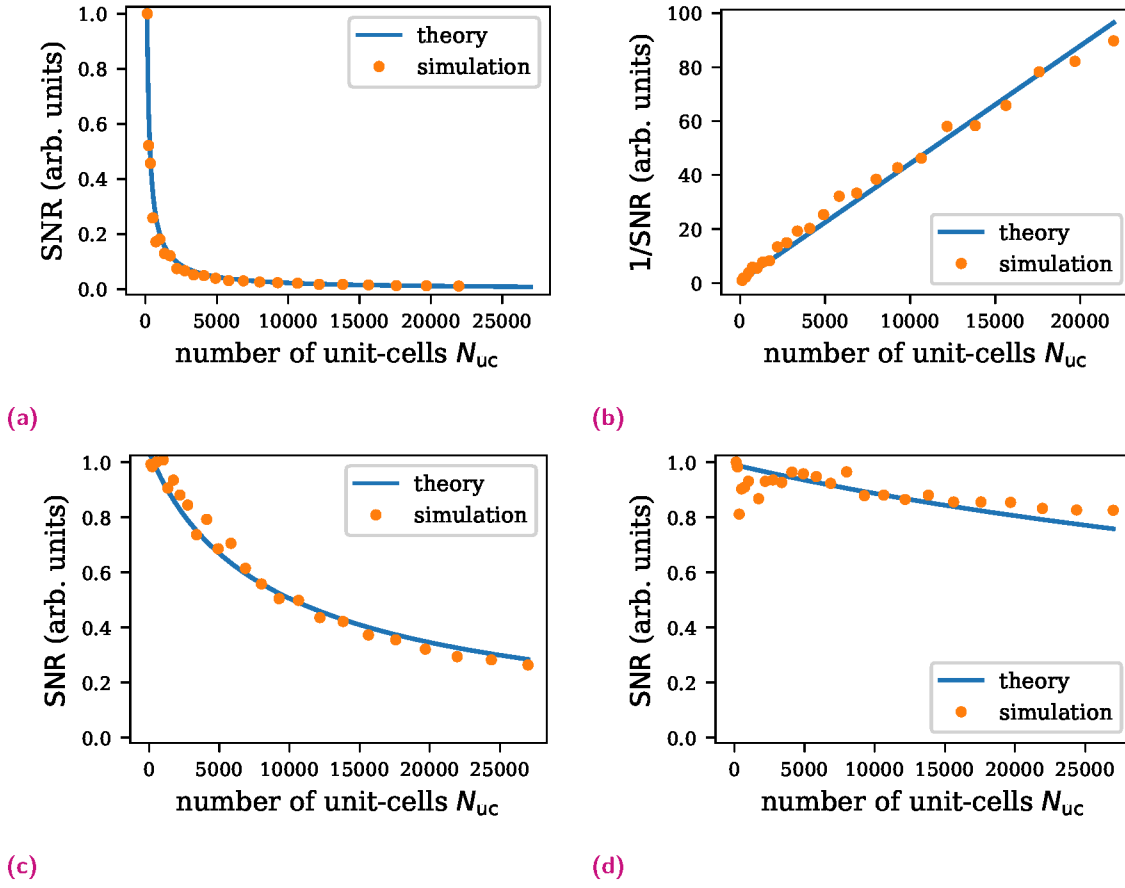 1.0
0.8
0.6
0.4
0.2
0.0
SNR (arb. units)
theory
simulation
0 5000 10000 15000 20000 25000
number of unit-cells Nuc
(a)
100
80
60
40
20
0
1/SNR (arb. units)
theory
simulation
0 5000 10000 15000 20000
number of unit-cells Nuc
(b)
1.0
0.8
0.6
0.4
0.2
0.0
SNR (arb. units)
theory
simulation
0 5000 10000 15000 20000 25000
number of unit-cells Nuc
(c)
1.0
0.8
0.6
0.4
0.2
0.0
SNR (arb. units)
theory
simulation
0 5000 10000 15000 20000 25000
number of unit-cells Nuc
(d)